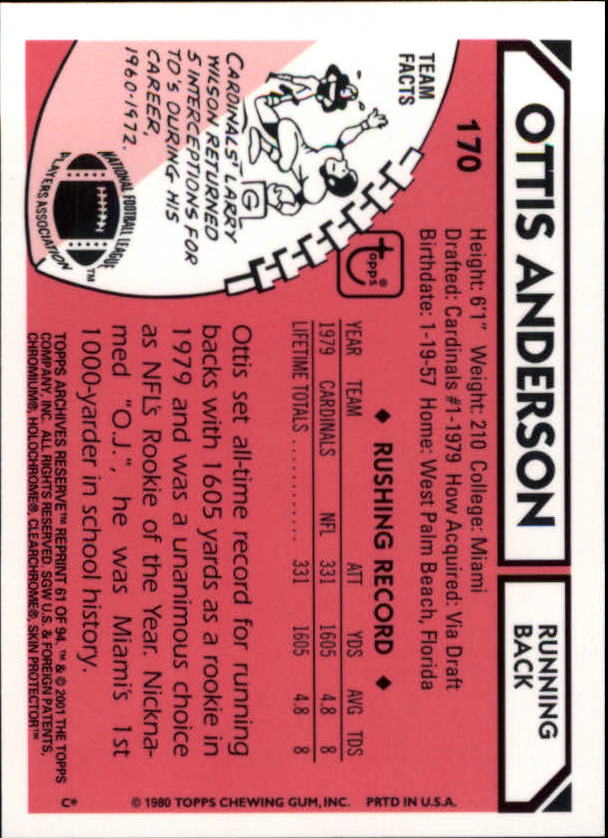 OTTIS ANDERSON
RUNNING
BACK
170
Height: 6'1" Weight: 210 College: Miami
Drafted: Cardinals #1-1979 How Acquired: Via Draft
Birthdate: 1-19-57 Home: West Palm Beach, Florida
TEAM
FACTS
CARDINALS' LARRY
WILSON RETURNED
5 INTERCEPTIONS FOR
TD'S DURING HIS
CAREER,
1960-1972.
G
NATIONAL FOOTBALL LEAGUE
PLAYERS ASSOCIATION™
topps®
◆ RUSHING RECORD ◆
YEAR TEAM ATT YDS AVG TDS
1979 CARDINALS NFL 331 1605 4.8 8
LIFETIME TOTALS ............ 331 1605 4.8 8
Ottis set all-time record for running
backs with 1605 yards as a rookie in
1979 and was a unanimous choice
as NFL's Rookie of the Year. Nickna-
med "O.J.", he was Miami's 1st
1000-yarder in school history.
TOPPS ARCHIVES RESERVE™ REPRINT 61 OF 94. ™ & © 2001 THE TOPPS
COMPANY, INC. ALL RIGHTS RESERVED. SGW U.S. & FOREIGN PATENTS,
CHROMIUM®, HOLOCHROME®, CLEARCHROME®, SKIN PROTECTOR™
C* © 1980 TOPPS CHEWING GUM, INC. PRTD IN U.S.A.